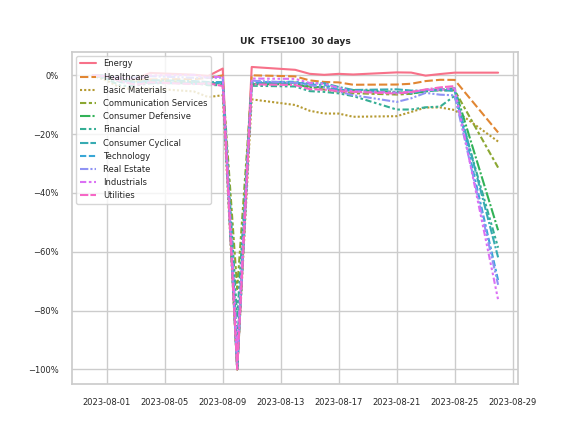 UK  FTSE100  30 days
Energy
Healthcare
Basic Materials
Communication Services
Consumer Defensive
Financial
Consumer Cyclical
Technology
Real Estate
Industrials
Utilities
0%
−20%
−40%
−60%
−80%
−100%
2023-08-01 2023-08-05 2023-08-09 2023-08-13 2023-08-17 2023-08-21 2023-08-25 2023-08-29